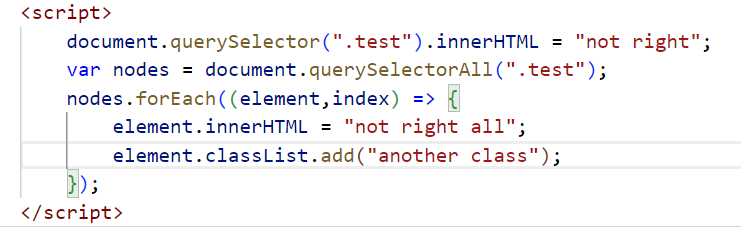 <script>
document.querySelector(".test").innerHTML = "not right";
var nodes = document.querySelectorAll(".test");
nodes.forEach((element,index) => {
element.innerHTML = "not right all";
element.classList.add("another class");
});
</script>